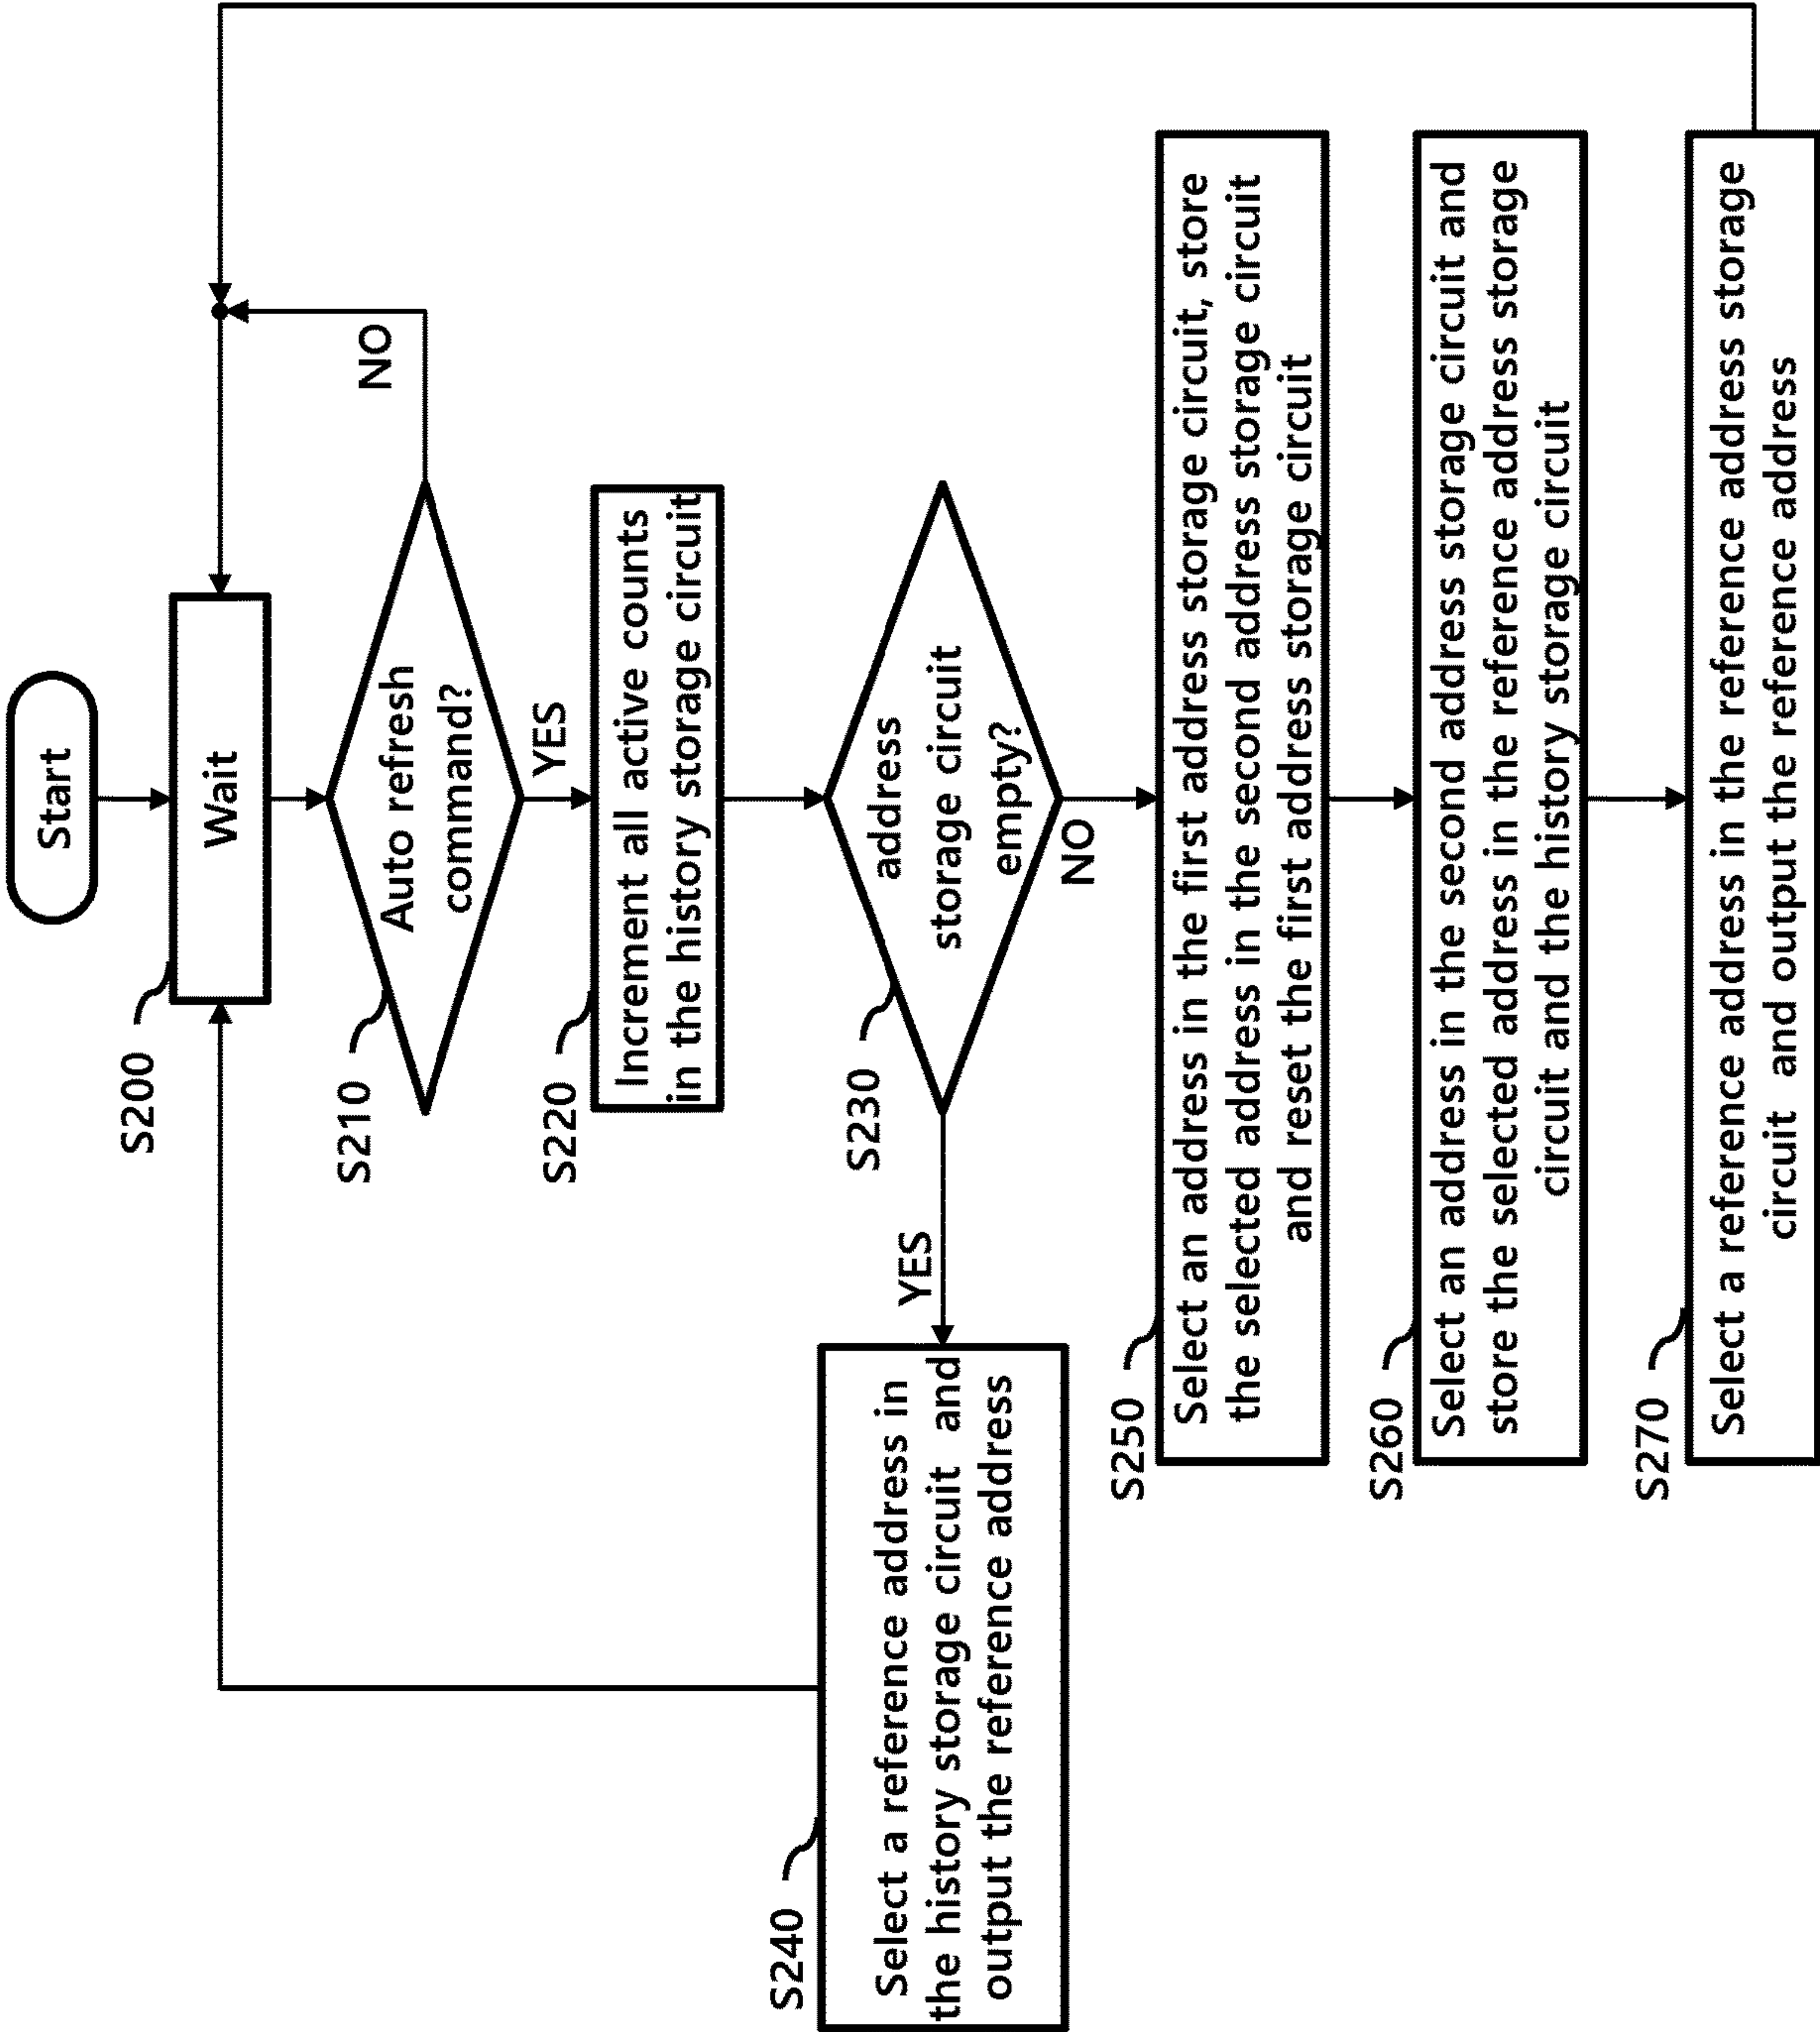 Start
S200
Wait
S210
Auto refresh
command?
NO
YES
S220
Increment all active counts
in the history storage circuit
S230
address
storage circuit
empty?
YES
NO
S240
Select a reference address in
the history storage circuit and
output the reference address
S250
Select an address in the first address storage circuit, store
the selected address in the second address storage circuit
and reset the first address storage circuit
S260
Select an address in the second address storage circuit and
store the selected address in the reference address storage
circuit and the history storage circuit
S270
Select a reference address in the reference address storage
circuit and output the reference address